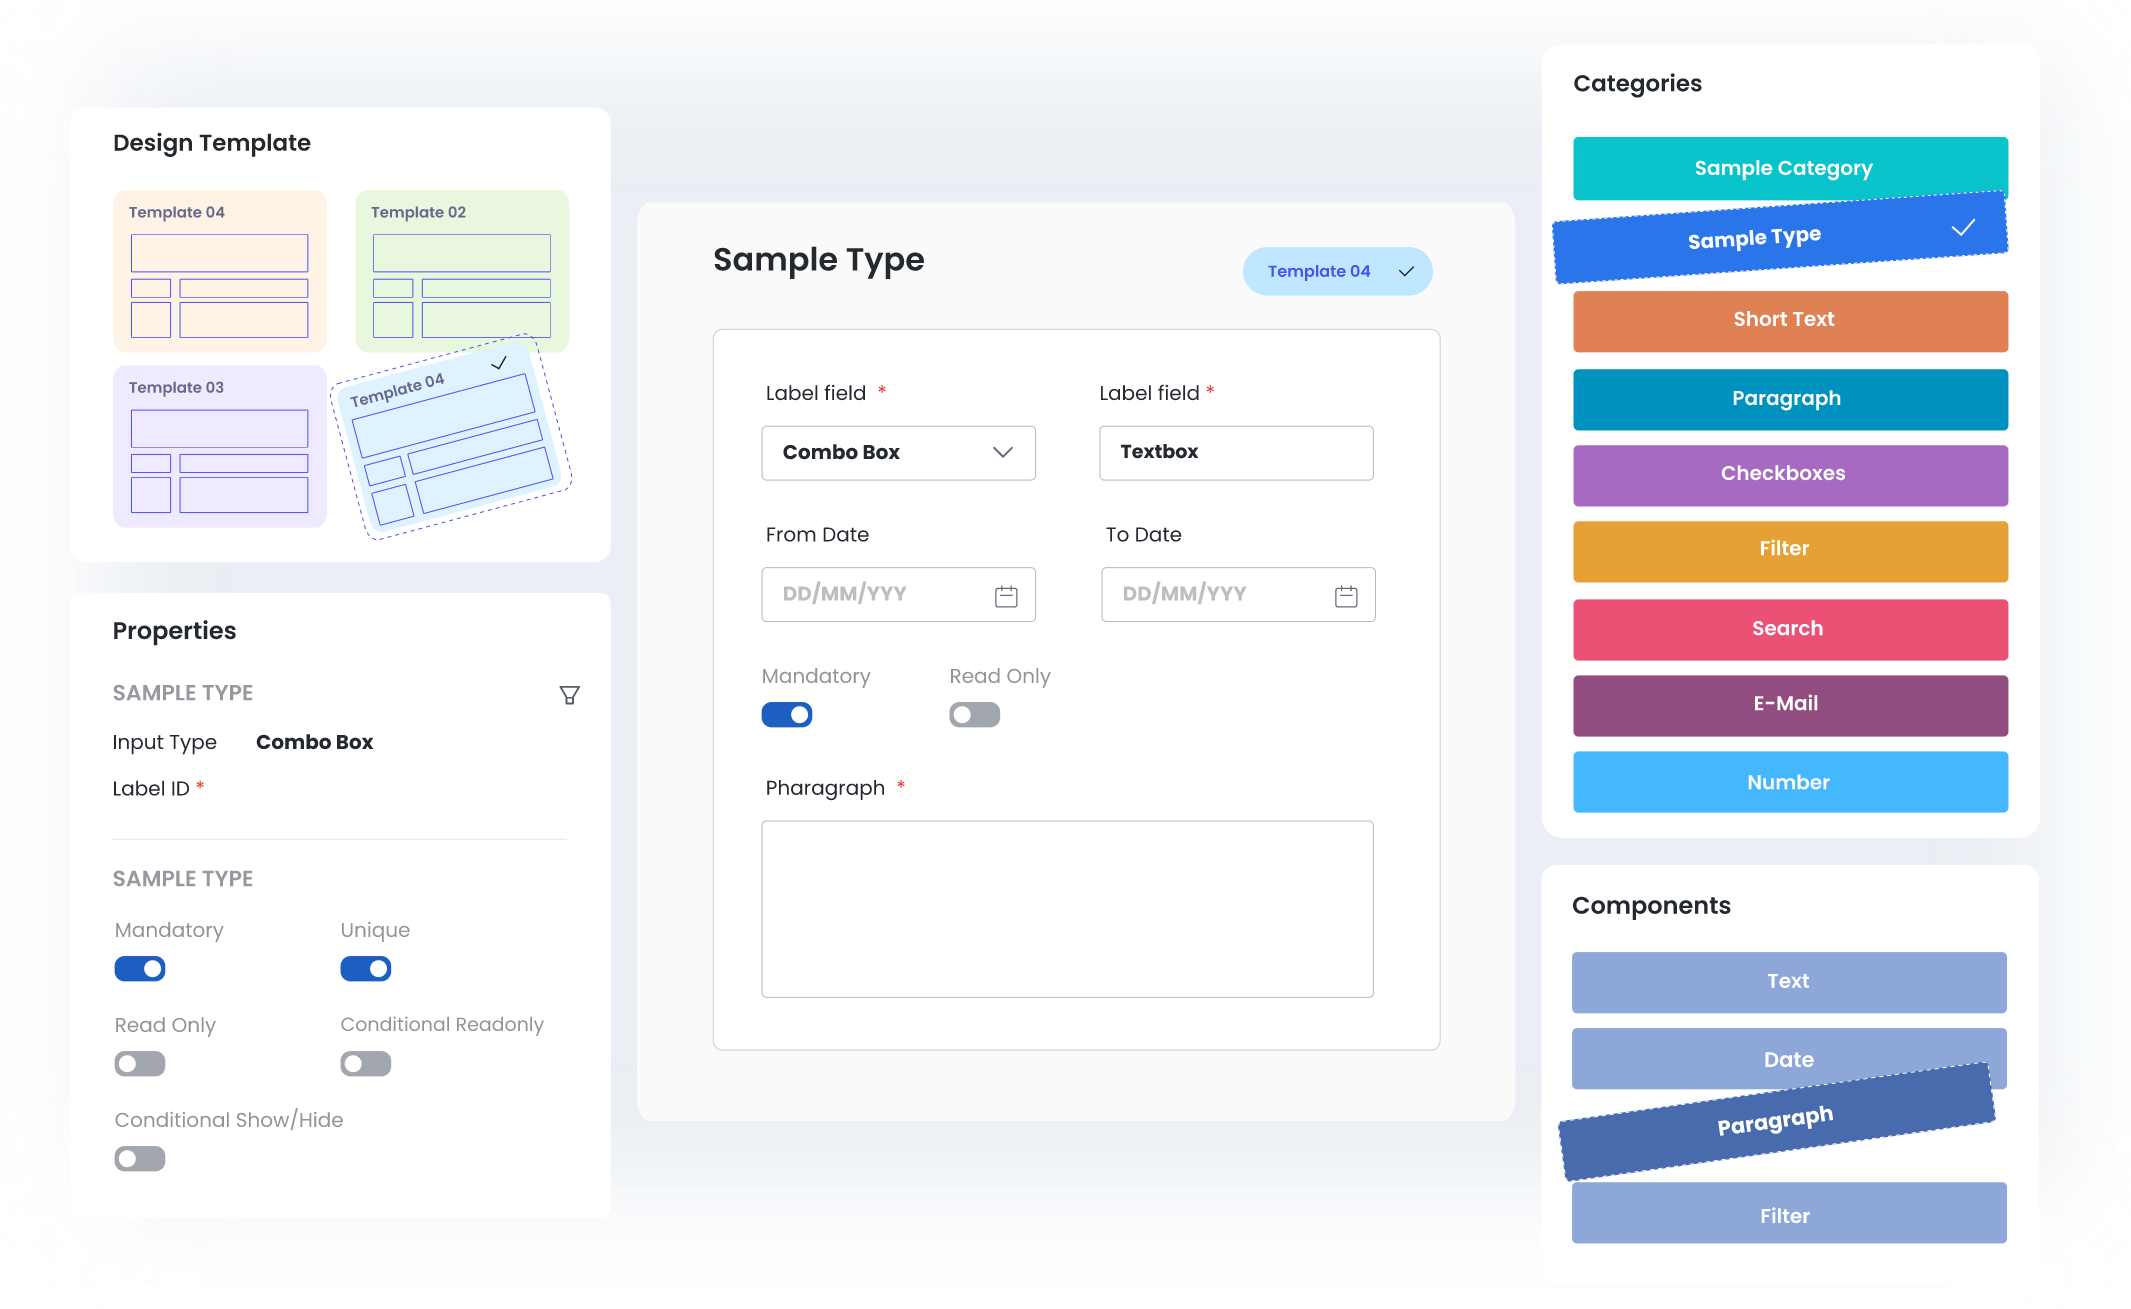 Design Template
Template 04
Template 02
Template 03
Template 04
Properties
SAMPLE TYPE
Input Type Combo Box
Label ID *
SAMPLE TYPE
Mandatory Unique
Read Only Conditional Readonly
Conditional Show/Hide
Sample Type
Template 04
Label field * Label field *
Combo Box Textbox
From Date To Date
DD/MM/YYY DD/MM/YYY
Mandatory Read Only
Pharagraph *
Categories
Sample Category
Sample Type
Short Text
Paragraph
Checkboxes
Filter
Search
E-Mail
Number
Components
Text
Date
Paragraph
Filter